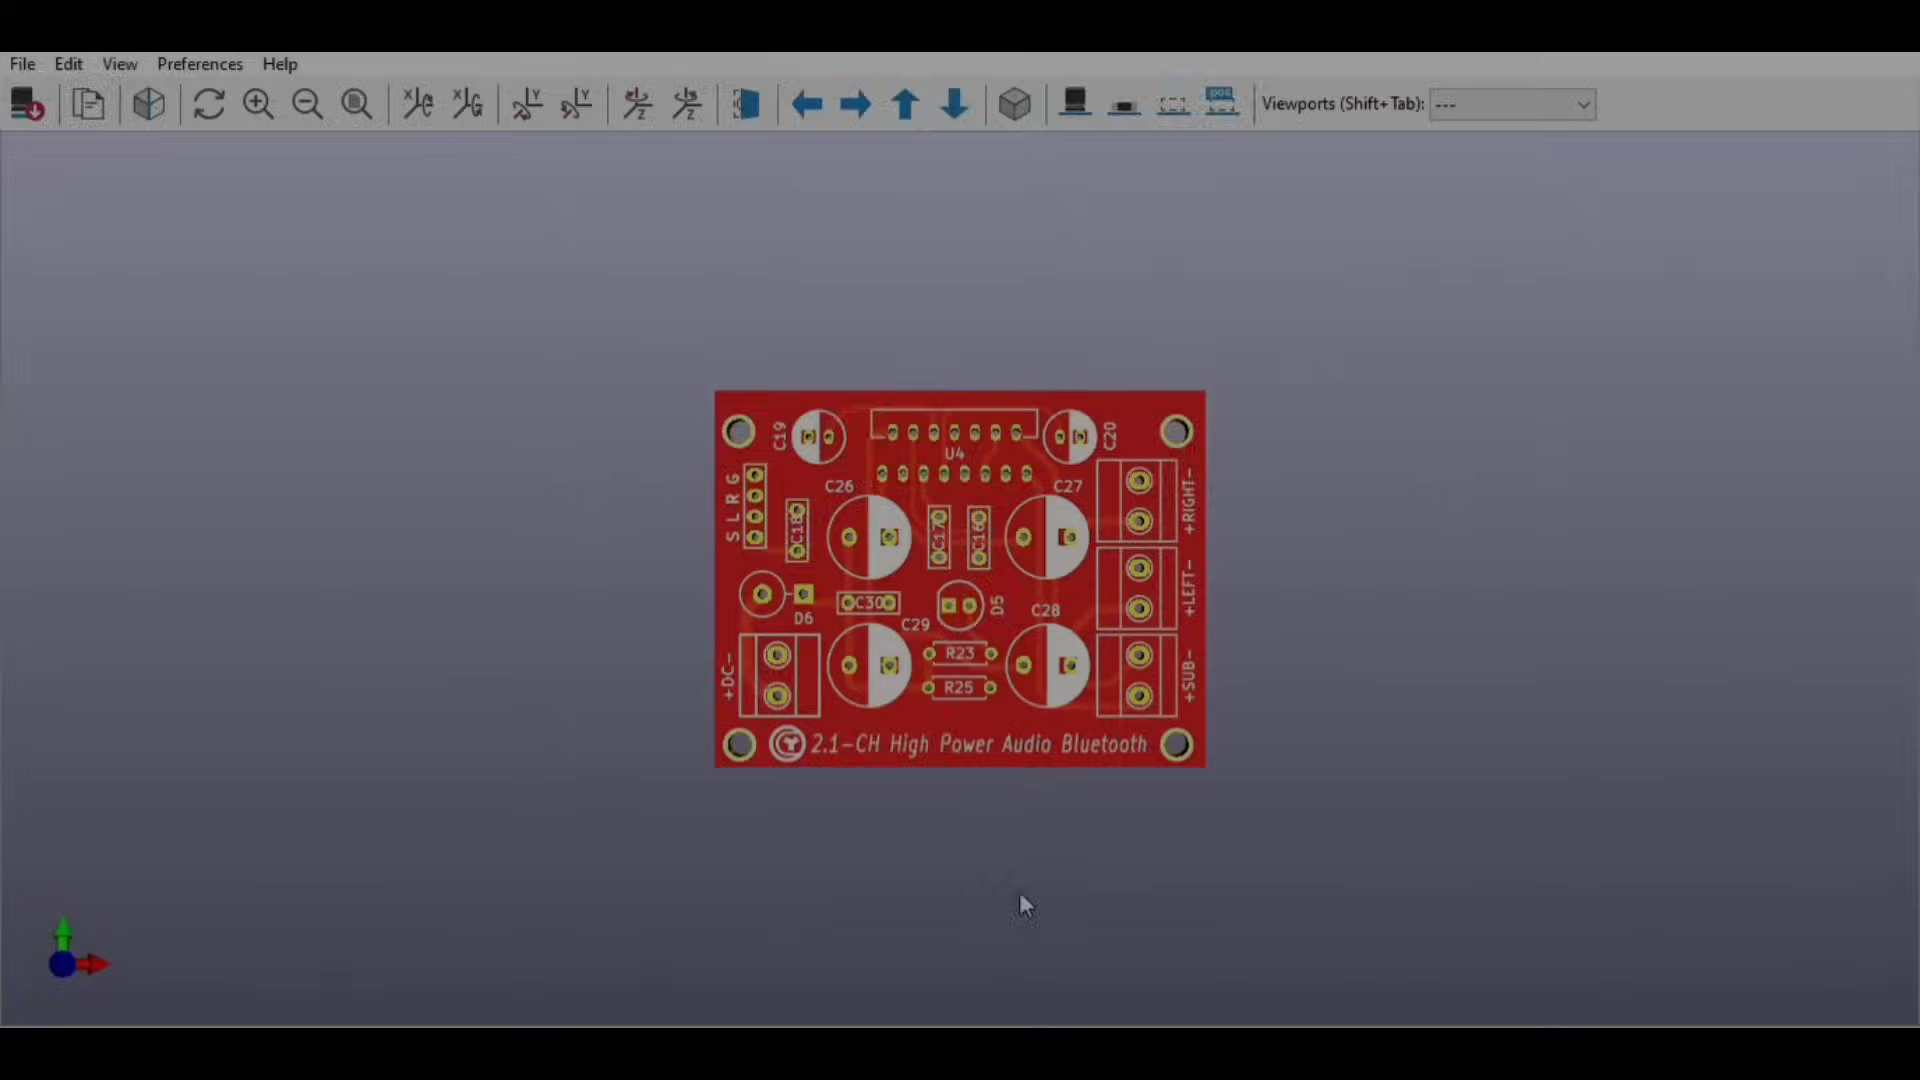 File Edit View Preferences Help
Viewports (Shift+Tab): ---
C19
U4
C20
S L R G
C26
C27
C18
C17
C16
+RIGHT-
D6
C30
C29
D5
C28
+LEFT-
R23
R25
+DC-
+SUB-
2.1-CH High Power Audio Bluetooth